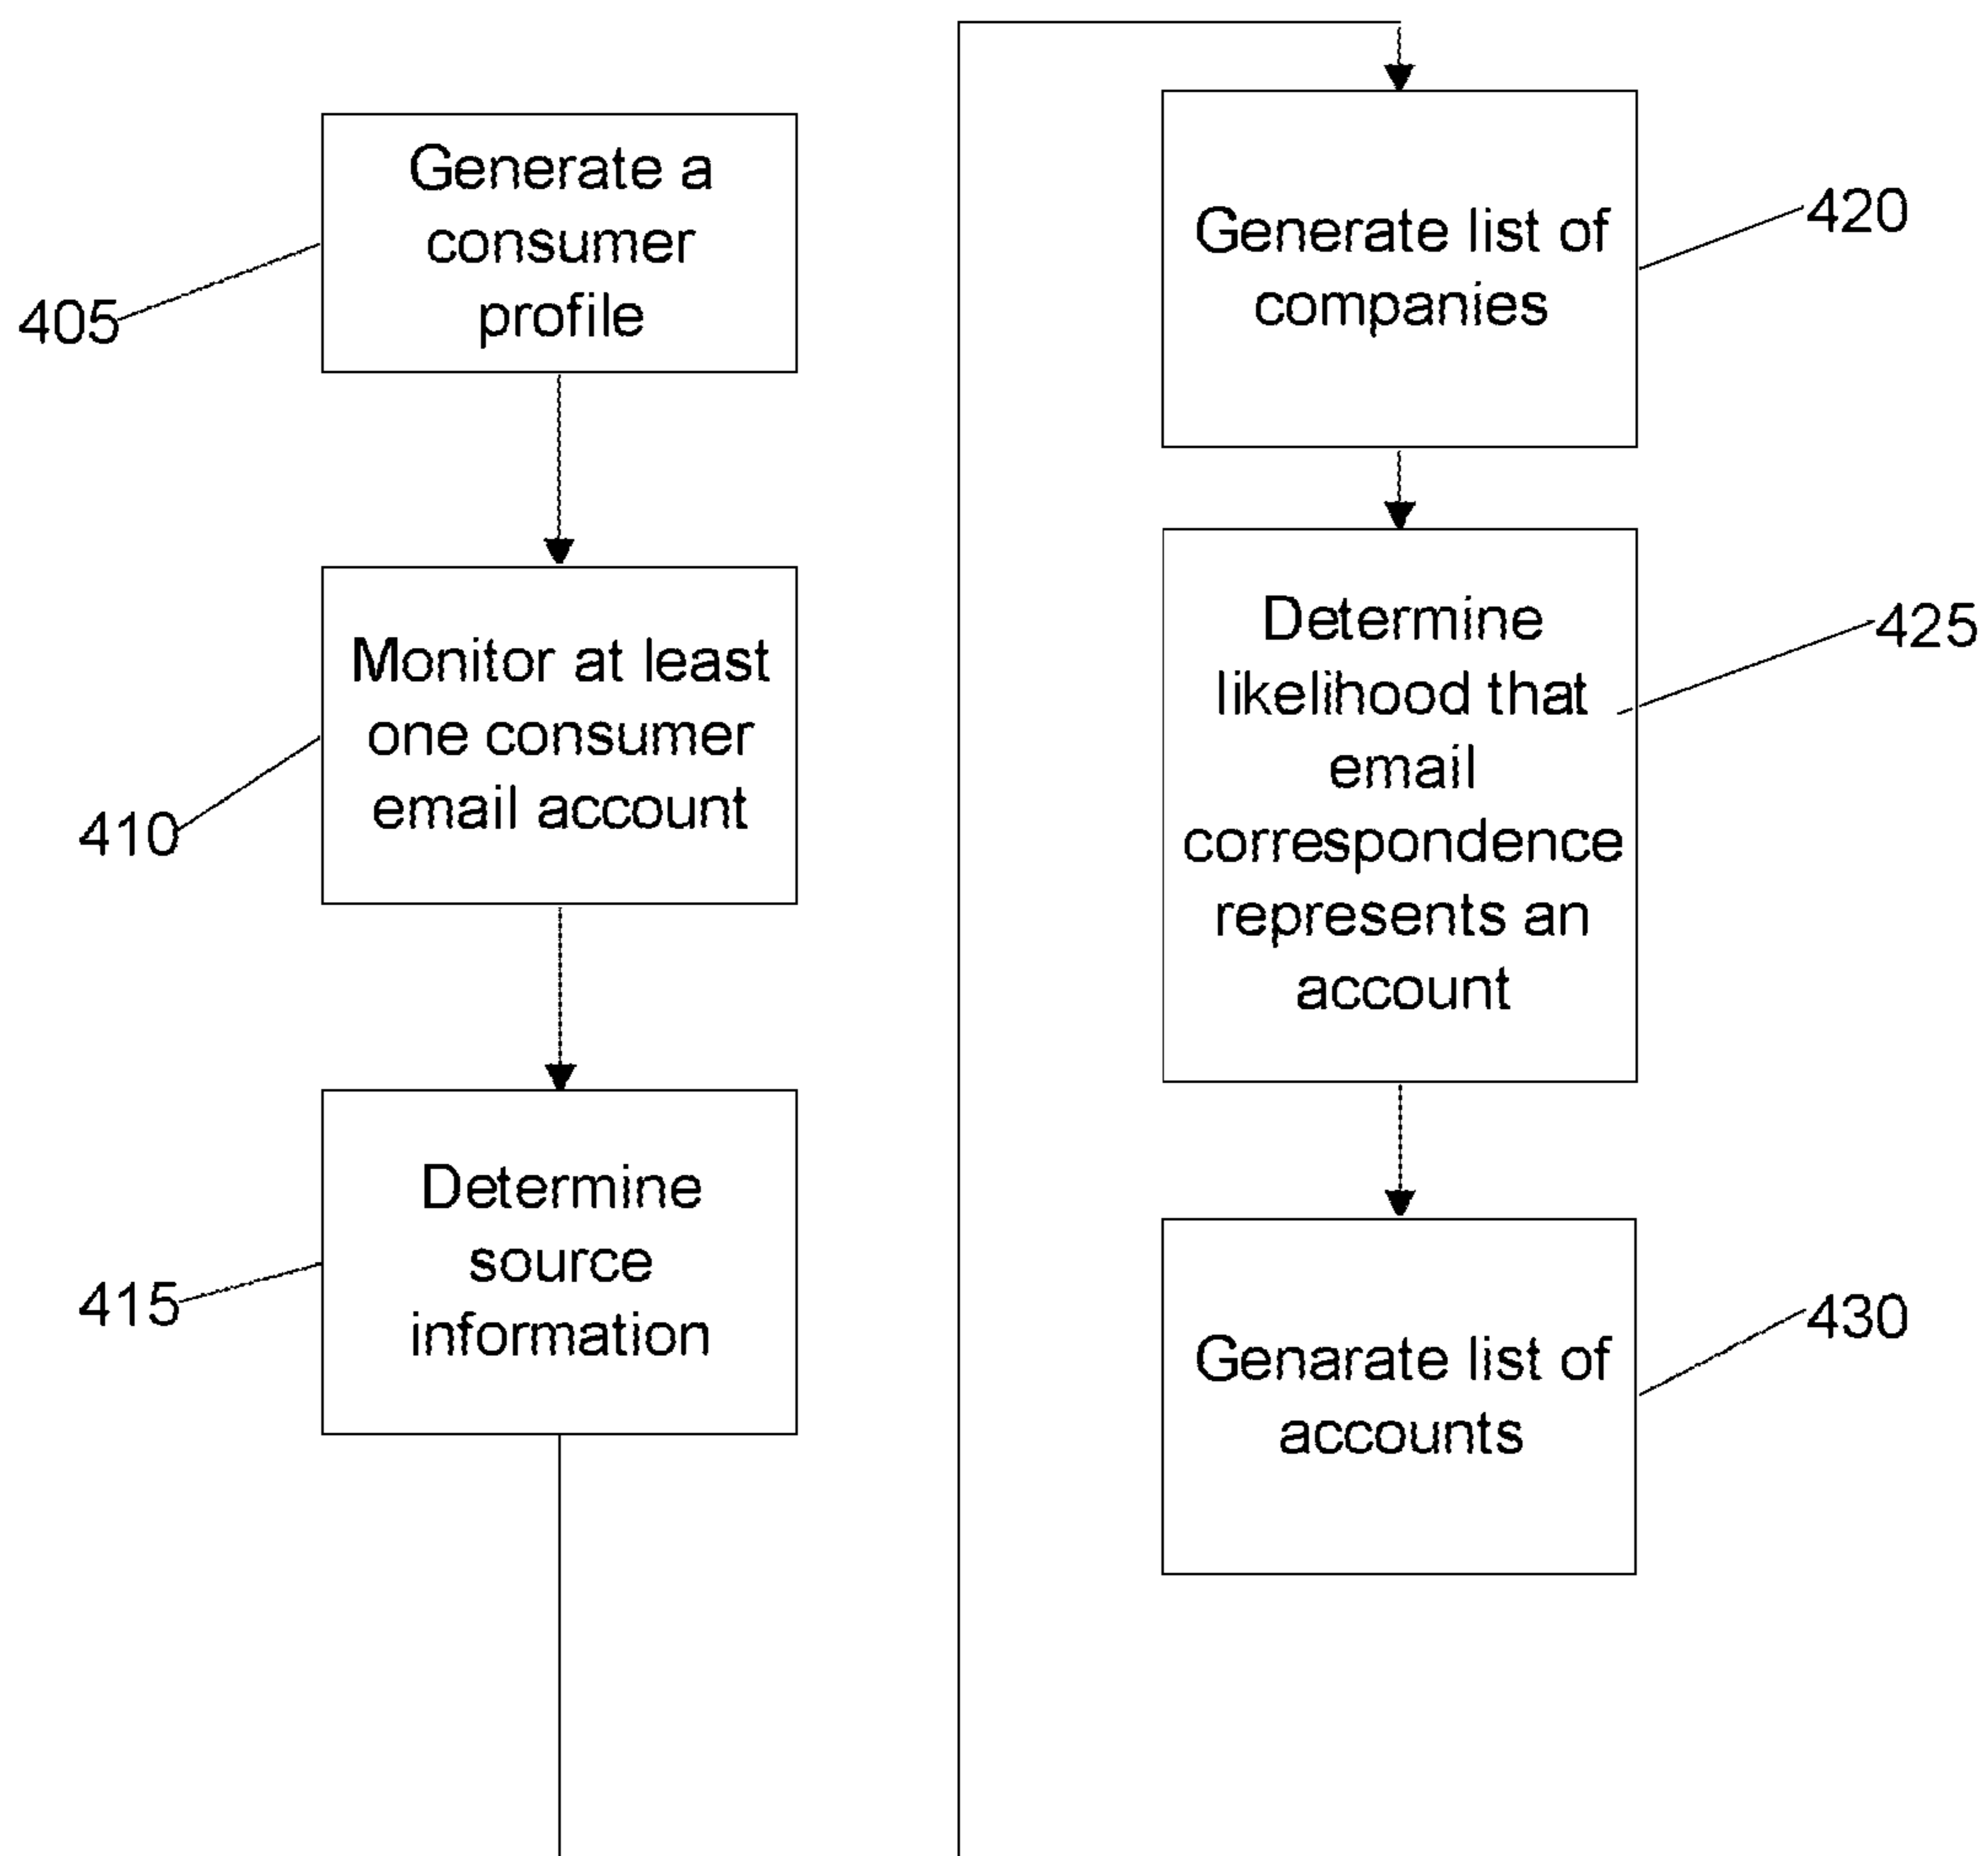 Generate a
consumer
profile
405
Monitor at least
one consumer
email account
410
Determine
source
information
415
Generate list of
companies
420
Determine
likelihood that
email
correspondence
represents an
account
425
Genarate list of
accounts
430